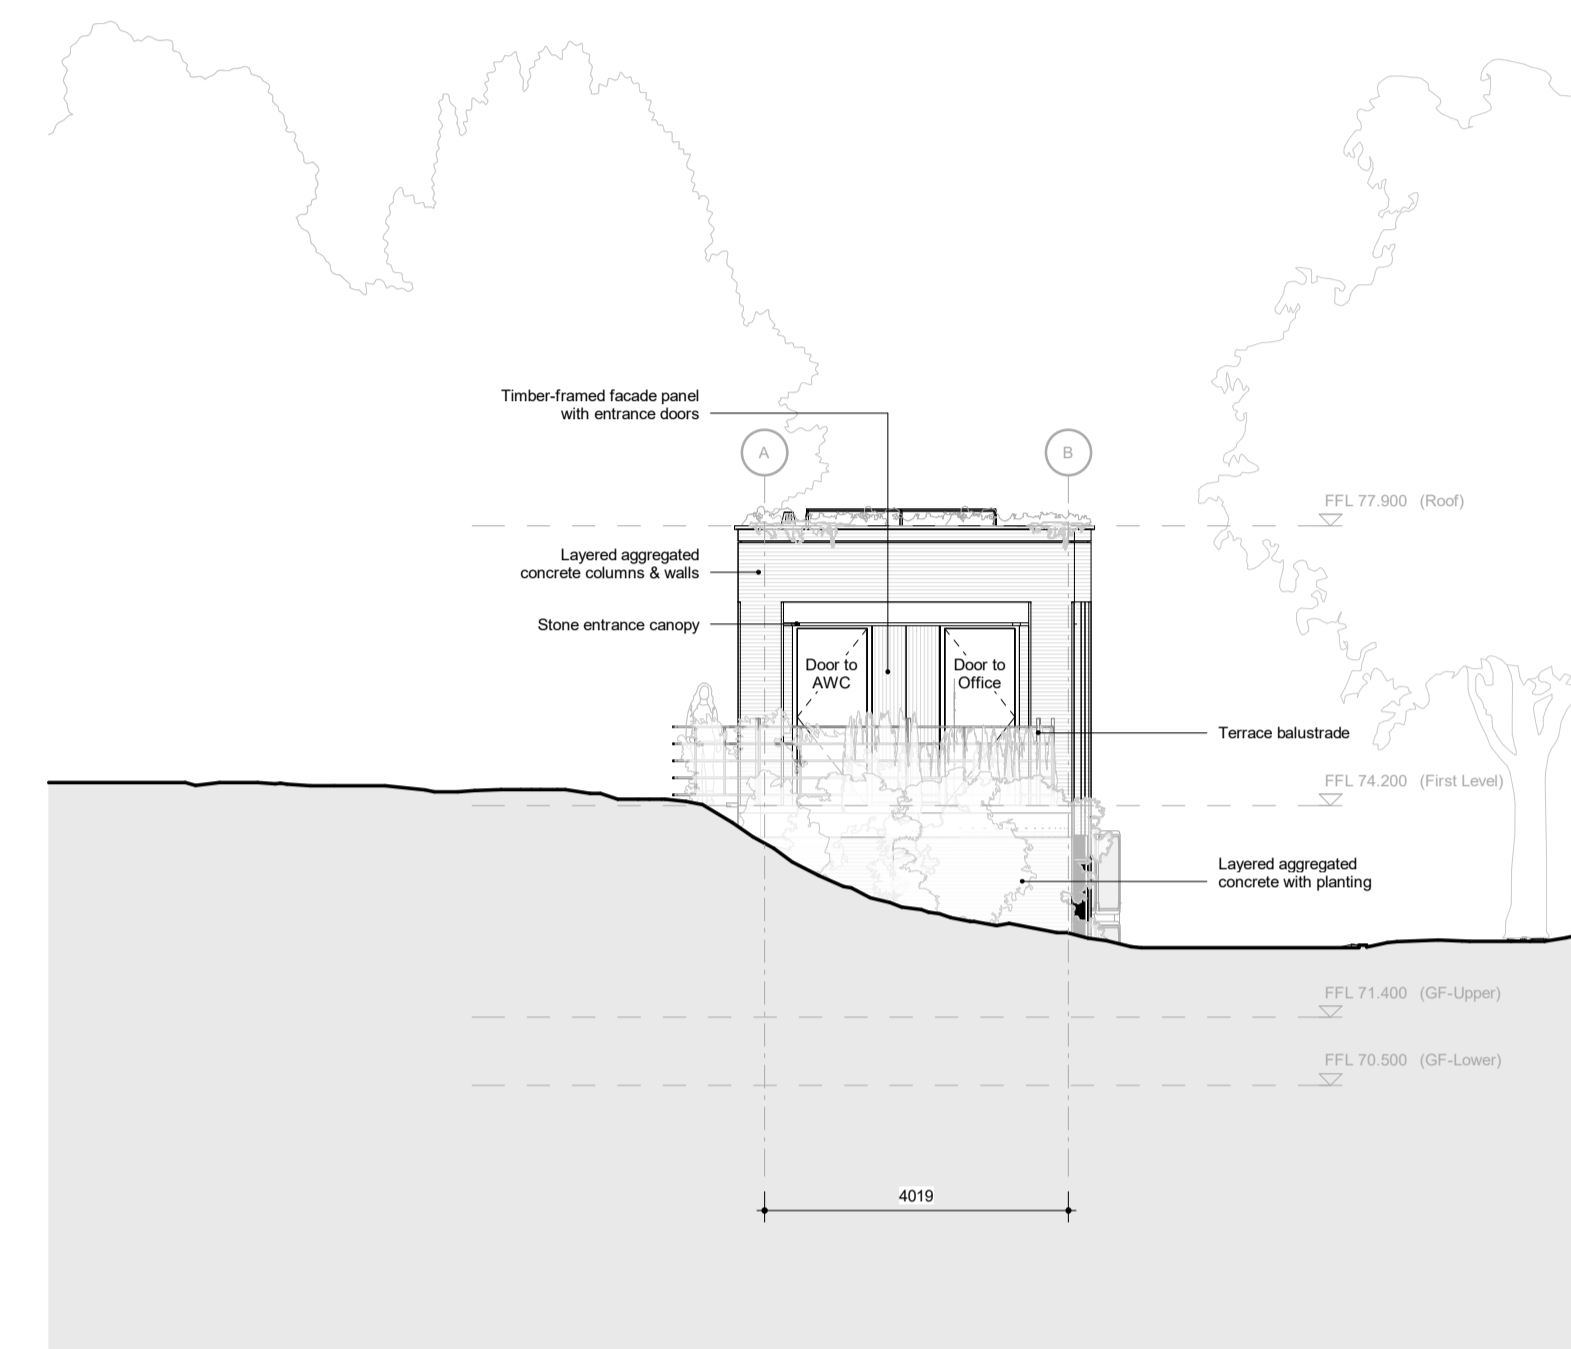 Timber-framed facade panel
with entrance doors
A
B
FFL 77.900 (Roof)
Layered aggregated
concrete columns & walls
Stone entrance canopy
Door to
AWC
Door to
Office
Terrace balustrade
FFL 74.200 (First Level)
Layered aggregated
concrete with planting
FFL 71.400 (GF-Upper)
FFL 70.500 (GF-Lower)
4019